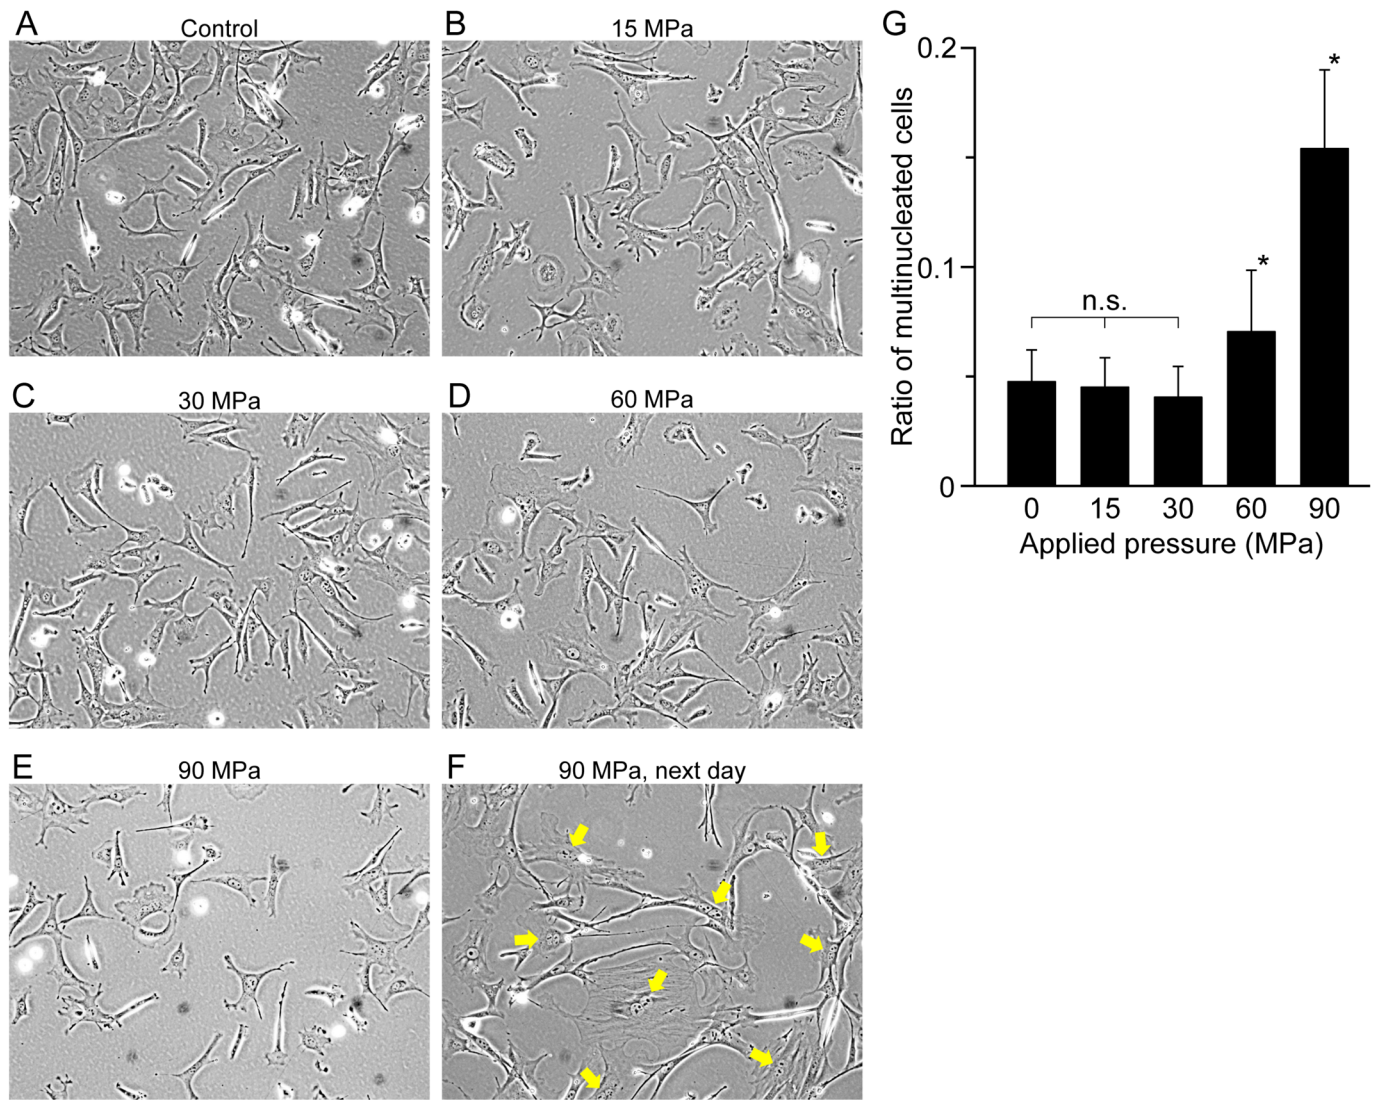 A
Control
B
15 MPa
C
30 MPa
D
60 MPa
E
90 MPa
F
90 MPa, next day
G
Ratio of multinucleated cells
0.2
0.1
0
n.s.
*
*
0 15 30 60 90
Applied pressure (MPa)